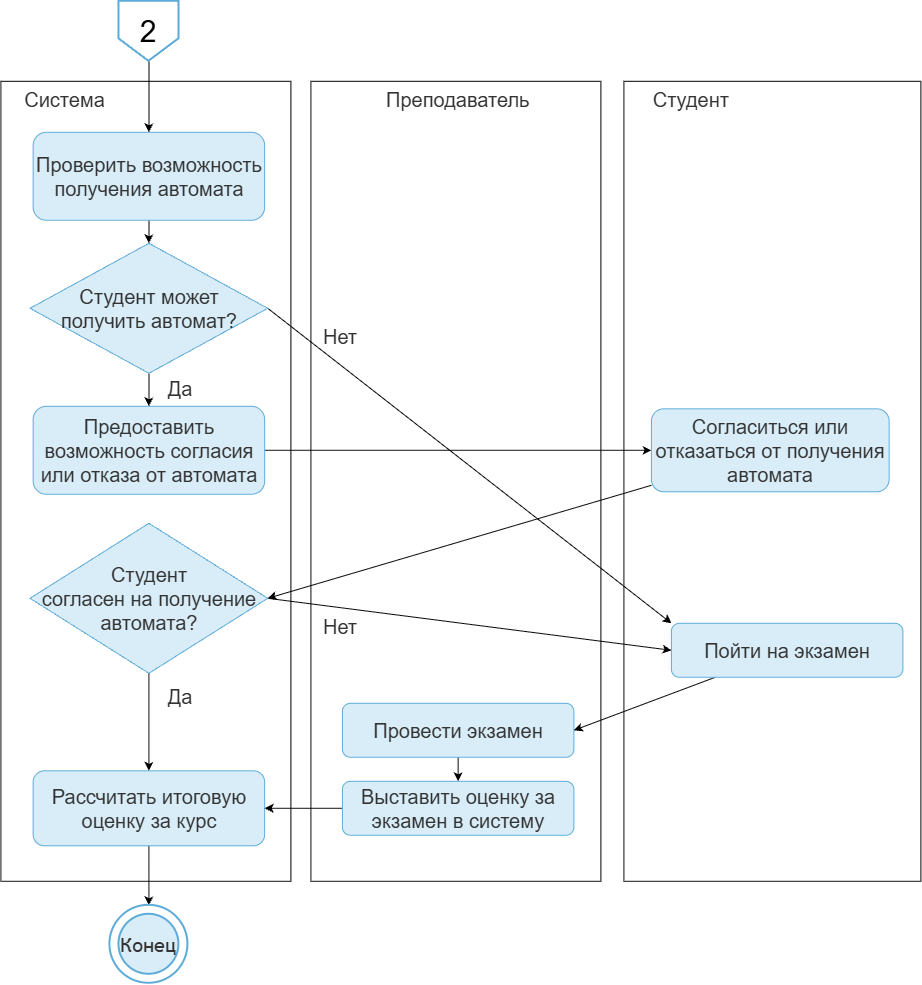 2
Система
Преподаватель
Студент
Проверить возможность
получения автомата
Студент может
получить автомат?
Нет
Да
Предоставить
возможность согласия
или отказа от автомата
Согласиться или
отказаться от получения
автомата
Студент
согласен на получение
автомата?
Нет
Пойти на экзамен
Да
Провести экзамен
Рассчитать итоговую
оценку за курс
Выставить оценку за
экзамен в систему
Конец